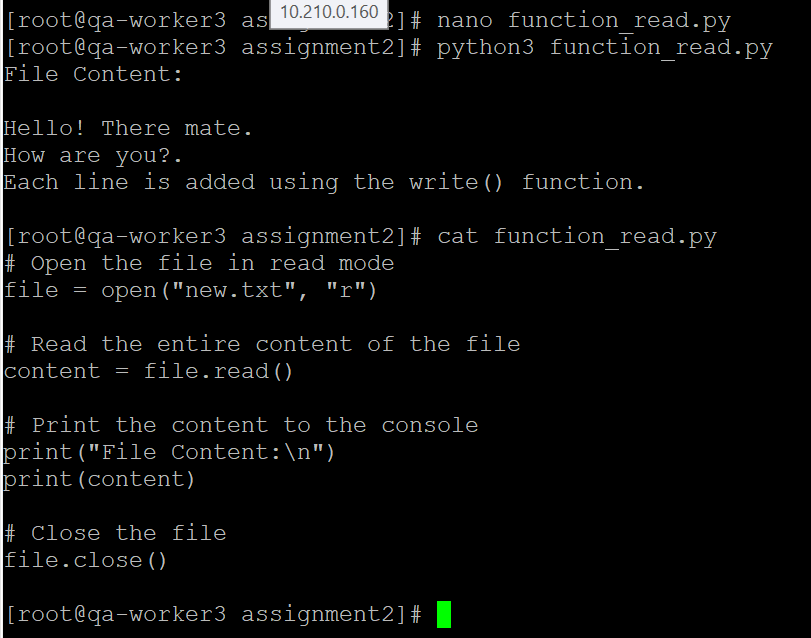 10.210.0.160
[root@qa-worker3 assignment2]# nano function_read.py
[root@qa-worker3 assignment2]# python3 function_read.py
File Content:
Hello! There mate.
How are you?.
Each line is added using the write() function.
[root@qa-worker3 assignment2]# cat function_read.py
# Open the file in read mode
file = open("new.txt", "r")
# Read the entire content of the file
content = file.read()
# Print the content to the console
print("File Content:\n")
print(content)
# Close the file
file.close()
[root@qa-worker3 assignment2]#